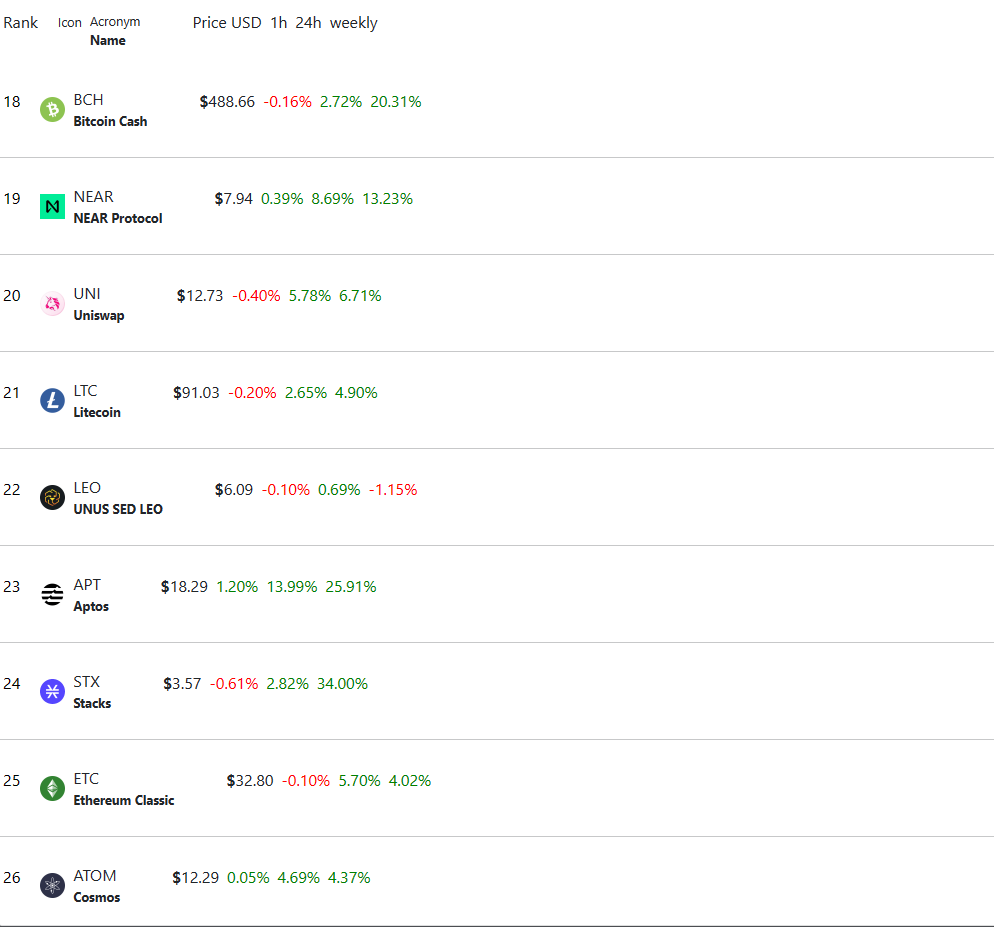 Rank Icon Acronym Price USD 1h 24h weekly
Name
18 BCH $488.66 -0.16% 2.72% 20.31%
Bitcoin Cash
19 NEAR $7.94 0.39% 8.69% 13.23%
NEAR Protocol
20 UNI $12.73 -0.40% 5.78% 6.71%
Uniswap
21 LTC $91.03 -0.20% 2.65% 4.90%
Litecoin
22 LEO $6.09 -0.10% 0.69% -1.15%
UNUS SED LEO
23 APT $18.29 1.20% 13.99% 25.91%
Aptos
24 STX $3.57 -0.61% 2.82% 34.00%
Stacks
25 ETC $32.80 -0.10% 5.70% 4.02%
Ethereum Classic
26 ATOM $12.29 0.05% 4.69% 4.37%
Cosmos